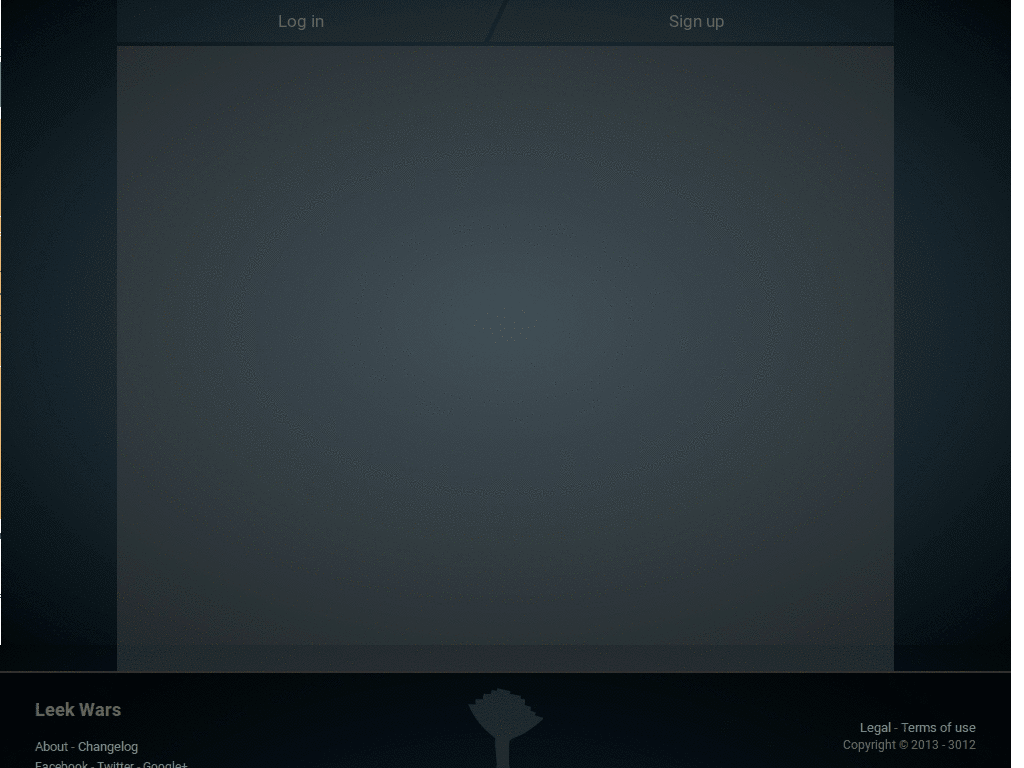 Log in
Sign up
Leek Wars
About - Changelog
Facebook - Twitter - Google+
Legal - Terms of use
Copyright © 2013 - 3012